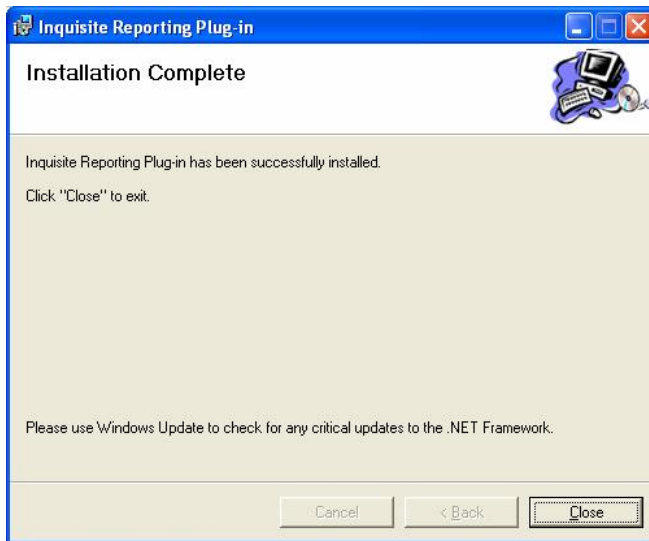 Inquisite Reporting Plug-in
Installation Complete
Inquisite Reporting Plug-in has been successfully installed.
Click "Close" to exit.
Please use Windows Update to check for any critical updates to the .NET Framework.
Cancel
< Back
Close